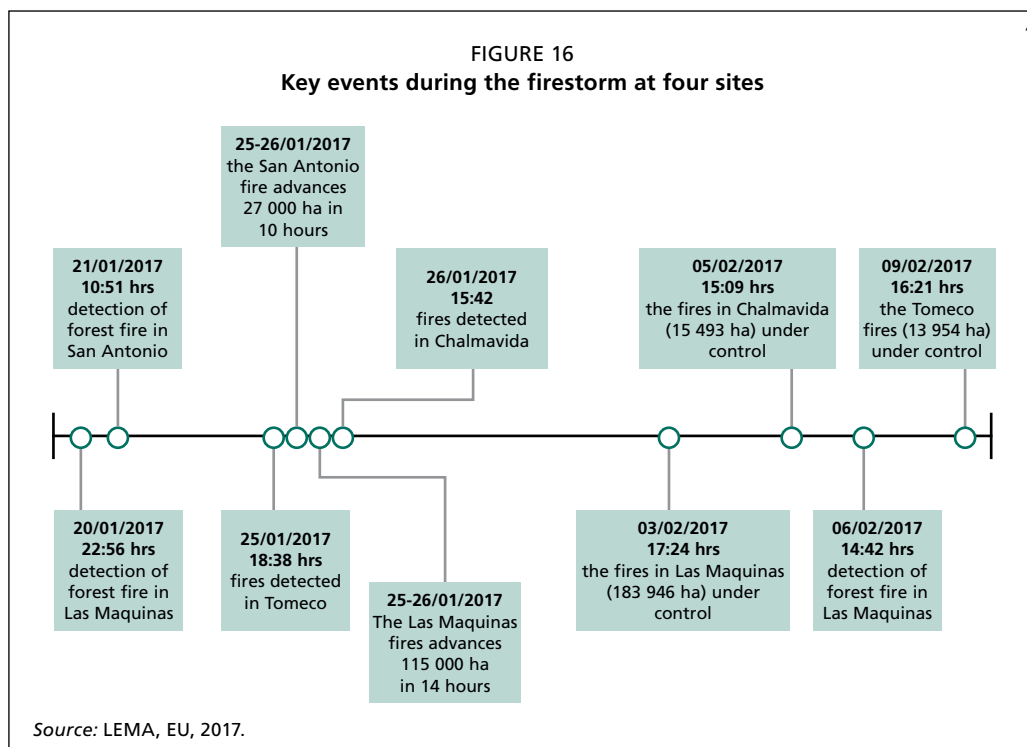 FIGURE 16
Key events during the firestorm at four sites
25-26/01/2017
the San Antonio
fire advances
27 000 ha in
10 hours
21/01/2017
10:51 hrs
detection of
forest fire in
San Antonio
26/01/2017
15:42
fires detected
in Chalmavida
05/02/2017
15:09 hrs
the fires in Chalmavida
(15 493 ha) under
control
09/02/2017
16:21 hrs
the Tomeco
fires (13 954 ha)
under control
20/01/2017
22:56 hrs
detection of
forest fire in
Las Maquinas
25/01/2017
18:38 hrs
fires detected
in Tomeco
25-26/01/2017
The Las Maquinas
fires advances
115 000 ha
in 14 hours
03/02/2017
17:24 hrs
the fires in Las Maquinas
(183 946 ha) under
control
06/02/2017
14:42 hrs
detection of
forest fire in
Las Maquinas
Source: LEMA, EU, 2017.